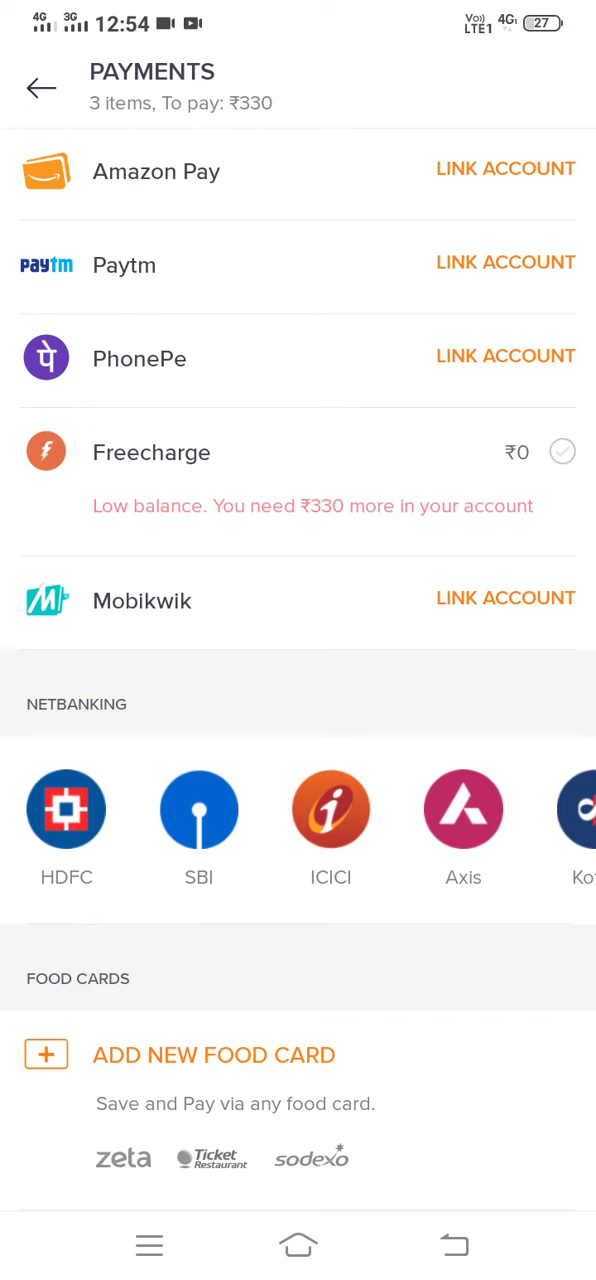 4G 3G 12:54 Vo)) LTE1 4G 27
PAYMENTS
3 items, To pay: ₹330
Amazon Pay LINK ACCOUNT
paytm Paytm LINK ACCOUNT
पे PhonePe LINK ACCOUNT
Freecharge ₹0
Low balance. You need ₹330 more in your account
Mobikwik LINK ACCOUNT
NETBANKING
HDFC SBI ICICI Axis Kot
FOOD CARDS
ADD NEW FOOD CARD
Save and Pay via any food card.
zeta Ticket Restaurant sodexo